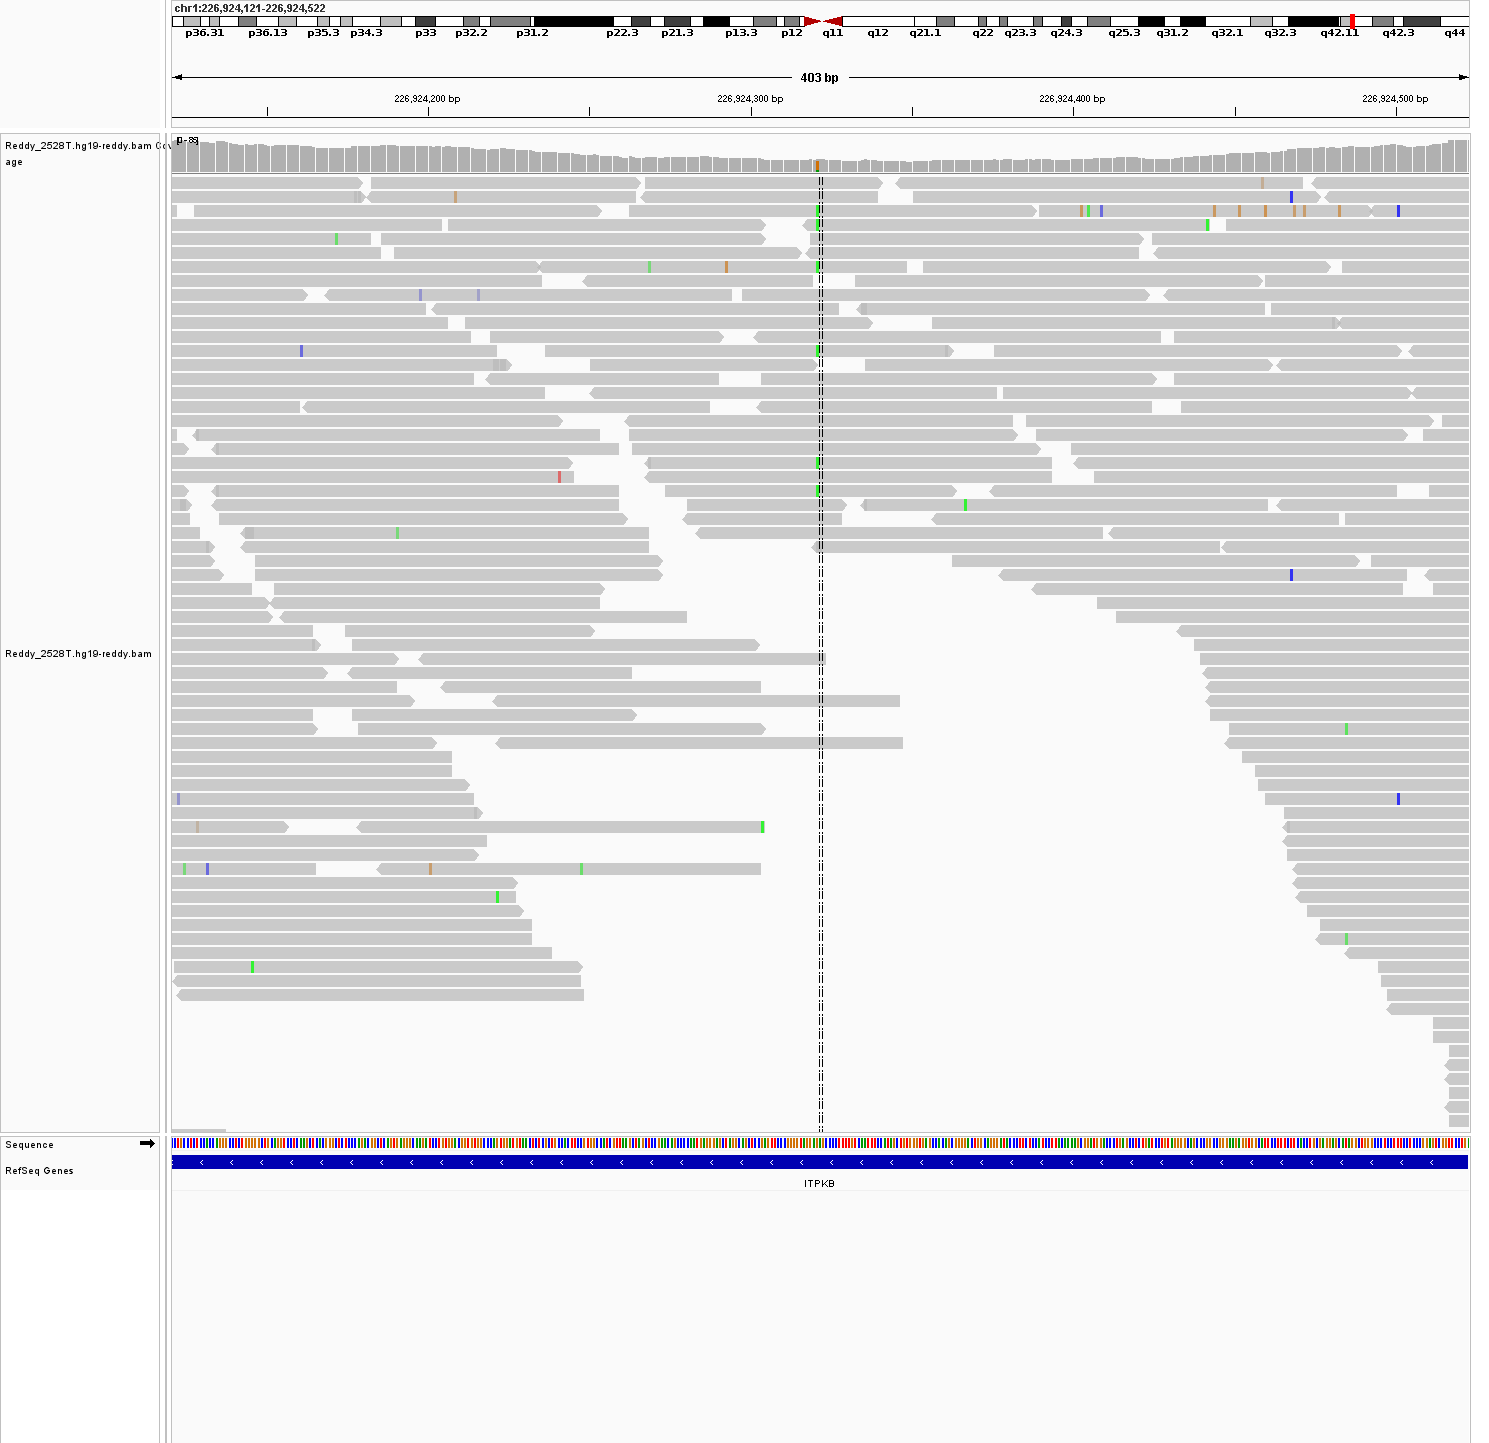 chr1:226,924,121-226,924,522
p36.31 p36.13 p35.3 p34.3 p33 p32.2 p31.2 p22.3 p21.3 p13.3 p12 q11 q12 q21.1 q22 q23.3 q24.3 q25.3 q31.2 q32.1 q32.3 q42.11 q42.3 q44
403 bp
226,924,200 bp 226,924,300 bp 226,924,400 bp 226,924,500 bp
Reddy_2528T.hg19-reddy.bam Cov
age
Reddy_2528T.hg19-reddy.bam
Sequence
RefSeq Genes
ITPKB